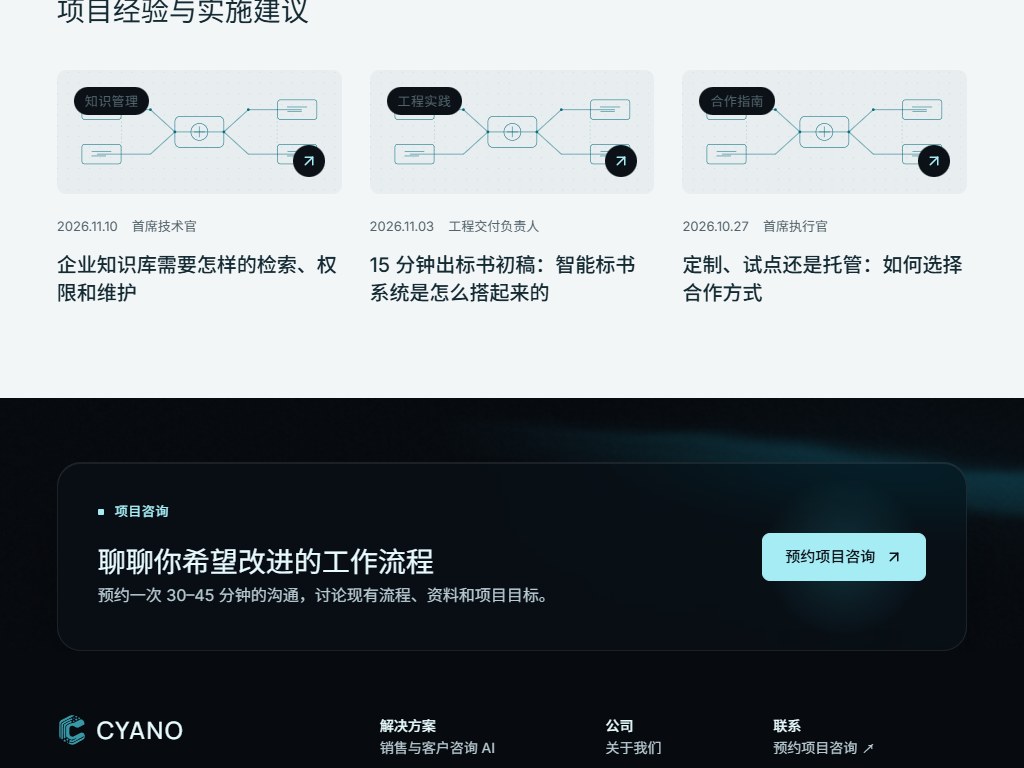 项目经验与实施建议
知识管理
工程实践
合作指南
2026.11.10 首席技术官
企业知识库需要怎样的检索、权
限和维护
2026.11.03 工程交付负责人
15 分钟出标书初稿：智能标书
系统是怎么搭起来的
2026.10.27 首席执行官
定制、试点还是托管：如何选择
合作方式
项目咨询
聊聊你希望改进的工作流程
预约一次 30–45 分钟的沟通，讨论现有流程、资料和项目目标。
预约项目咨询
CYANO
解决方案
销售与客户咨询 AI
公司
关于我们
联系
预约项目咨询